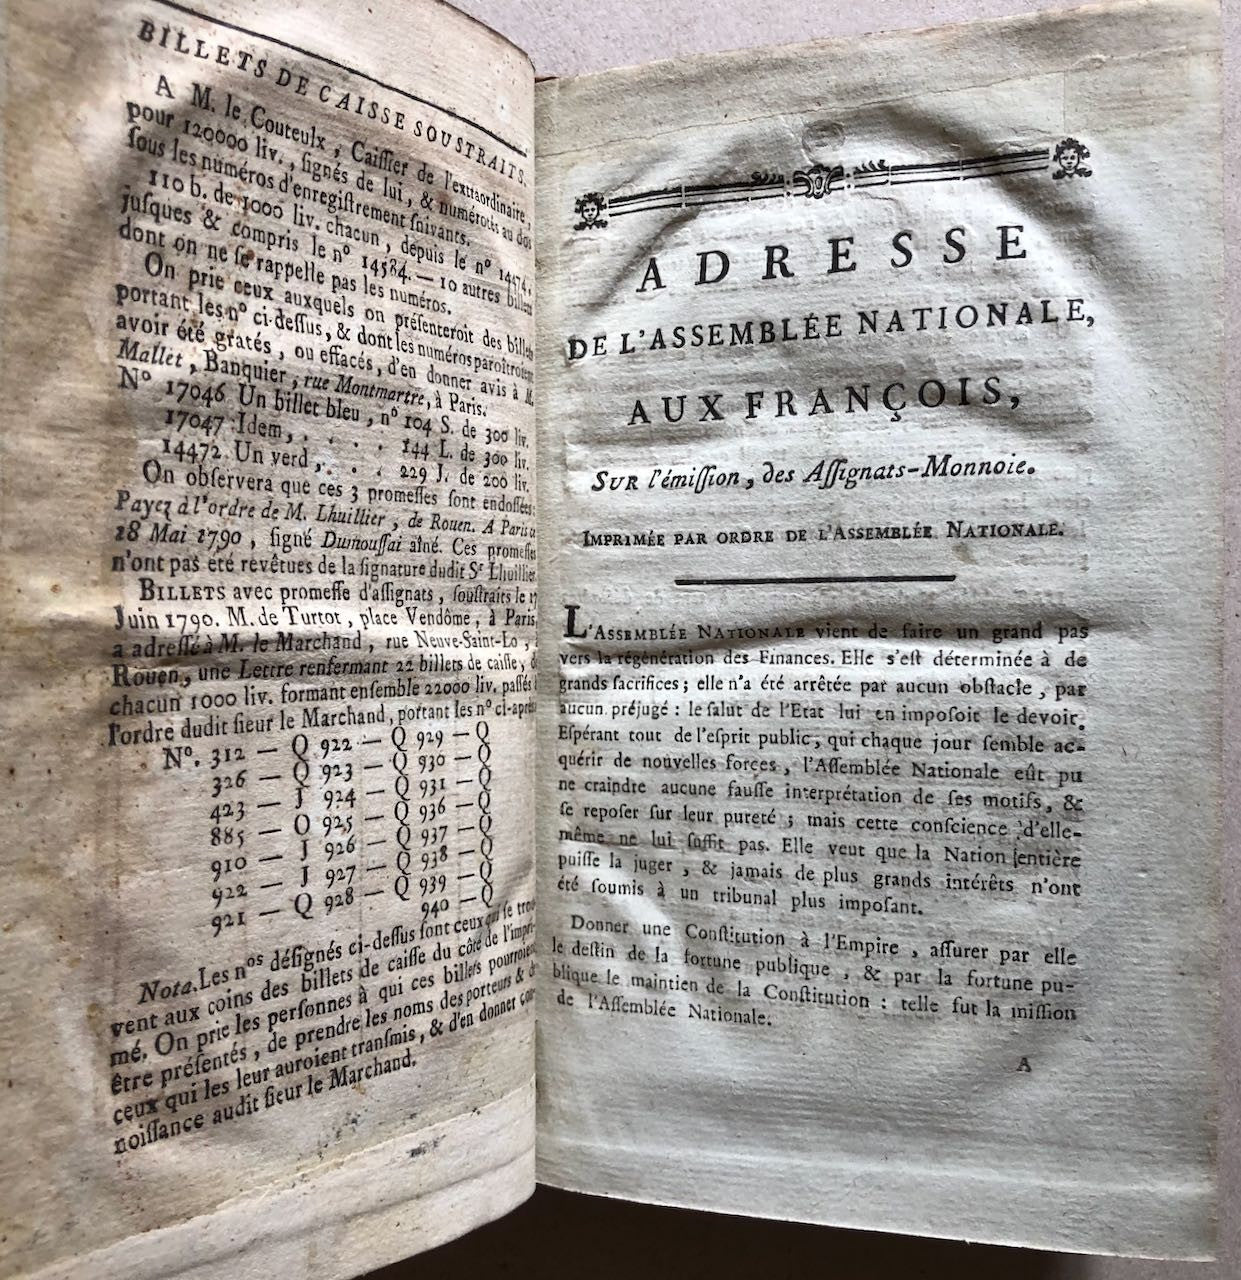 BILLETS DE CAISSE SOUSTRAITS.
A M. le Couteulx, Caiſſier de l'extraordinaire,
pour 120000 liv., ſignés de lui, & numérotés au dos
ſous les numéros d'enregiſtrement ſuivants.
110 b. de 1000 liv. chacun, depuis le n° 14474,
juſques & compris le n° 14584. — 10 autres billets
dont on ne ſe rappelle pas les numéros.
On prie ceux auxquels on préſenteroit des billets
portant les n° ci-deſſus, & dont les numéros paroîtroient
avoir été gratés, ou effacés, d'en donner avis à M.
Mallet, Banquier, rue Montmartre, à Paris.
N° 17046 Un billet bleu, n° 104 S. de 300 liv.
17047 Idem, . . . . 144 L. de 300 liv.
14472. Un verd, . . . 229 J. de 200 liv.
On obſervera que ces 3 promeſſes ſont endoſſées:
Payez à l'ordre de M. Lhuillier, de Rouen. A Paris ce
18 Mai 1790, ſigné Dumouſſai aîné. Ces promeſſes
n'ont pas été revêtues de la ſignature dudit Sr Lhuillier.
BILLETS avec promeſſe d'aſſignats, ſouſtraits le 17
Juin 1790. M. de Turtot, place Vendôme, à Paris,
a adreſſé à M. le Marchand, rue Neuve-Saint-Lo,
Rouen, une Lettre renfermant 22 billets de caiſſe,
chacun 1000 liv. formant enſemble 22000 liv. paſſés
l'ordre dudit ſieur le Marchand, portant les n° ci-après
N°. 312 — Q 922 — Q 929 — Q
326 — Q 923 — Q 930 — Q
423 — J 924 — Q 931 — Q
885 — O 925 — Q 936 — Q
910 — J 926 — Q 937 — Q
922 — J 927 — Q 938 — Q
921 — Q 928 — Q 939 — Q
940 — Q
Nota. Les nos déſignés ci-deſſus ſont ceux qui ſe trou-
vent aux coins des billets de caiſſe du côté de l'impri-
mé. On prie les perſonnes à qui ces billets pourroient
être préſentés, de prendre les noms des porteurs & de
ceux qui les leur auroient tranſmis, & d'en donner con-
noiſſance audit ſieur le Marchand.
ADRESSE
DE L'ASSEMBLÉE NATIONALE,
AUX FRANÇOIS,
SUR l'émiſſion, des Aſſignats-Monnoie.
IMPRIMÉE PAR ORDRE DE L'ASSEMBLÉE NATIONALE.
L'ASSEMBLÉE NATIONALE vient de faire un grand pas
vers la régénération des Finances. Elle s'eſt déterminée à de
grands ſacrifices; elle n'a été arrêtée par aucun obſtacle, par
aucun préjugé : le ſalut de l'Etat lui en impoſoit le devoir.
Eſpérant tout de l'eſprit public, qui chaque jour ſemble ac-
quérir de nouvelles forces, l'Aſſemblée Nationale eût pu
ne craindre aucune fauſſe interprétation de ſes motifs, &
ſe repoſer ſur leur pureté; mais cette conſcience d'elle-
même ne lui ſuffit pas. Elle veut que la Nation entière
puiſſe la juger, & jamais de plus grands intérêts n'ont
été ſoumis à un tribunal plus impoſant.
Donner une Conſtitution à l'Empire, aſſurer par elle
le deſtin de la fortune publique, & par la fortune pu-
blique le maintien de la Conſtitution : telle fut la miſſion
de l'Aſſemblée Nationale.
A